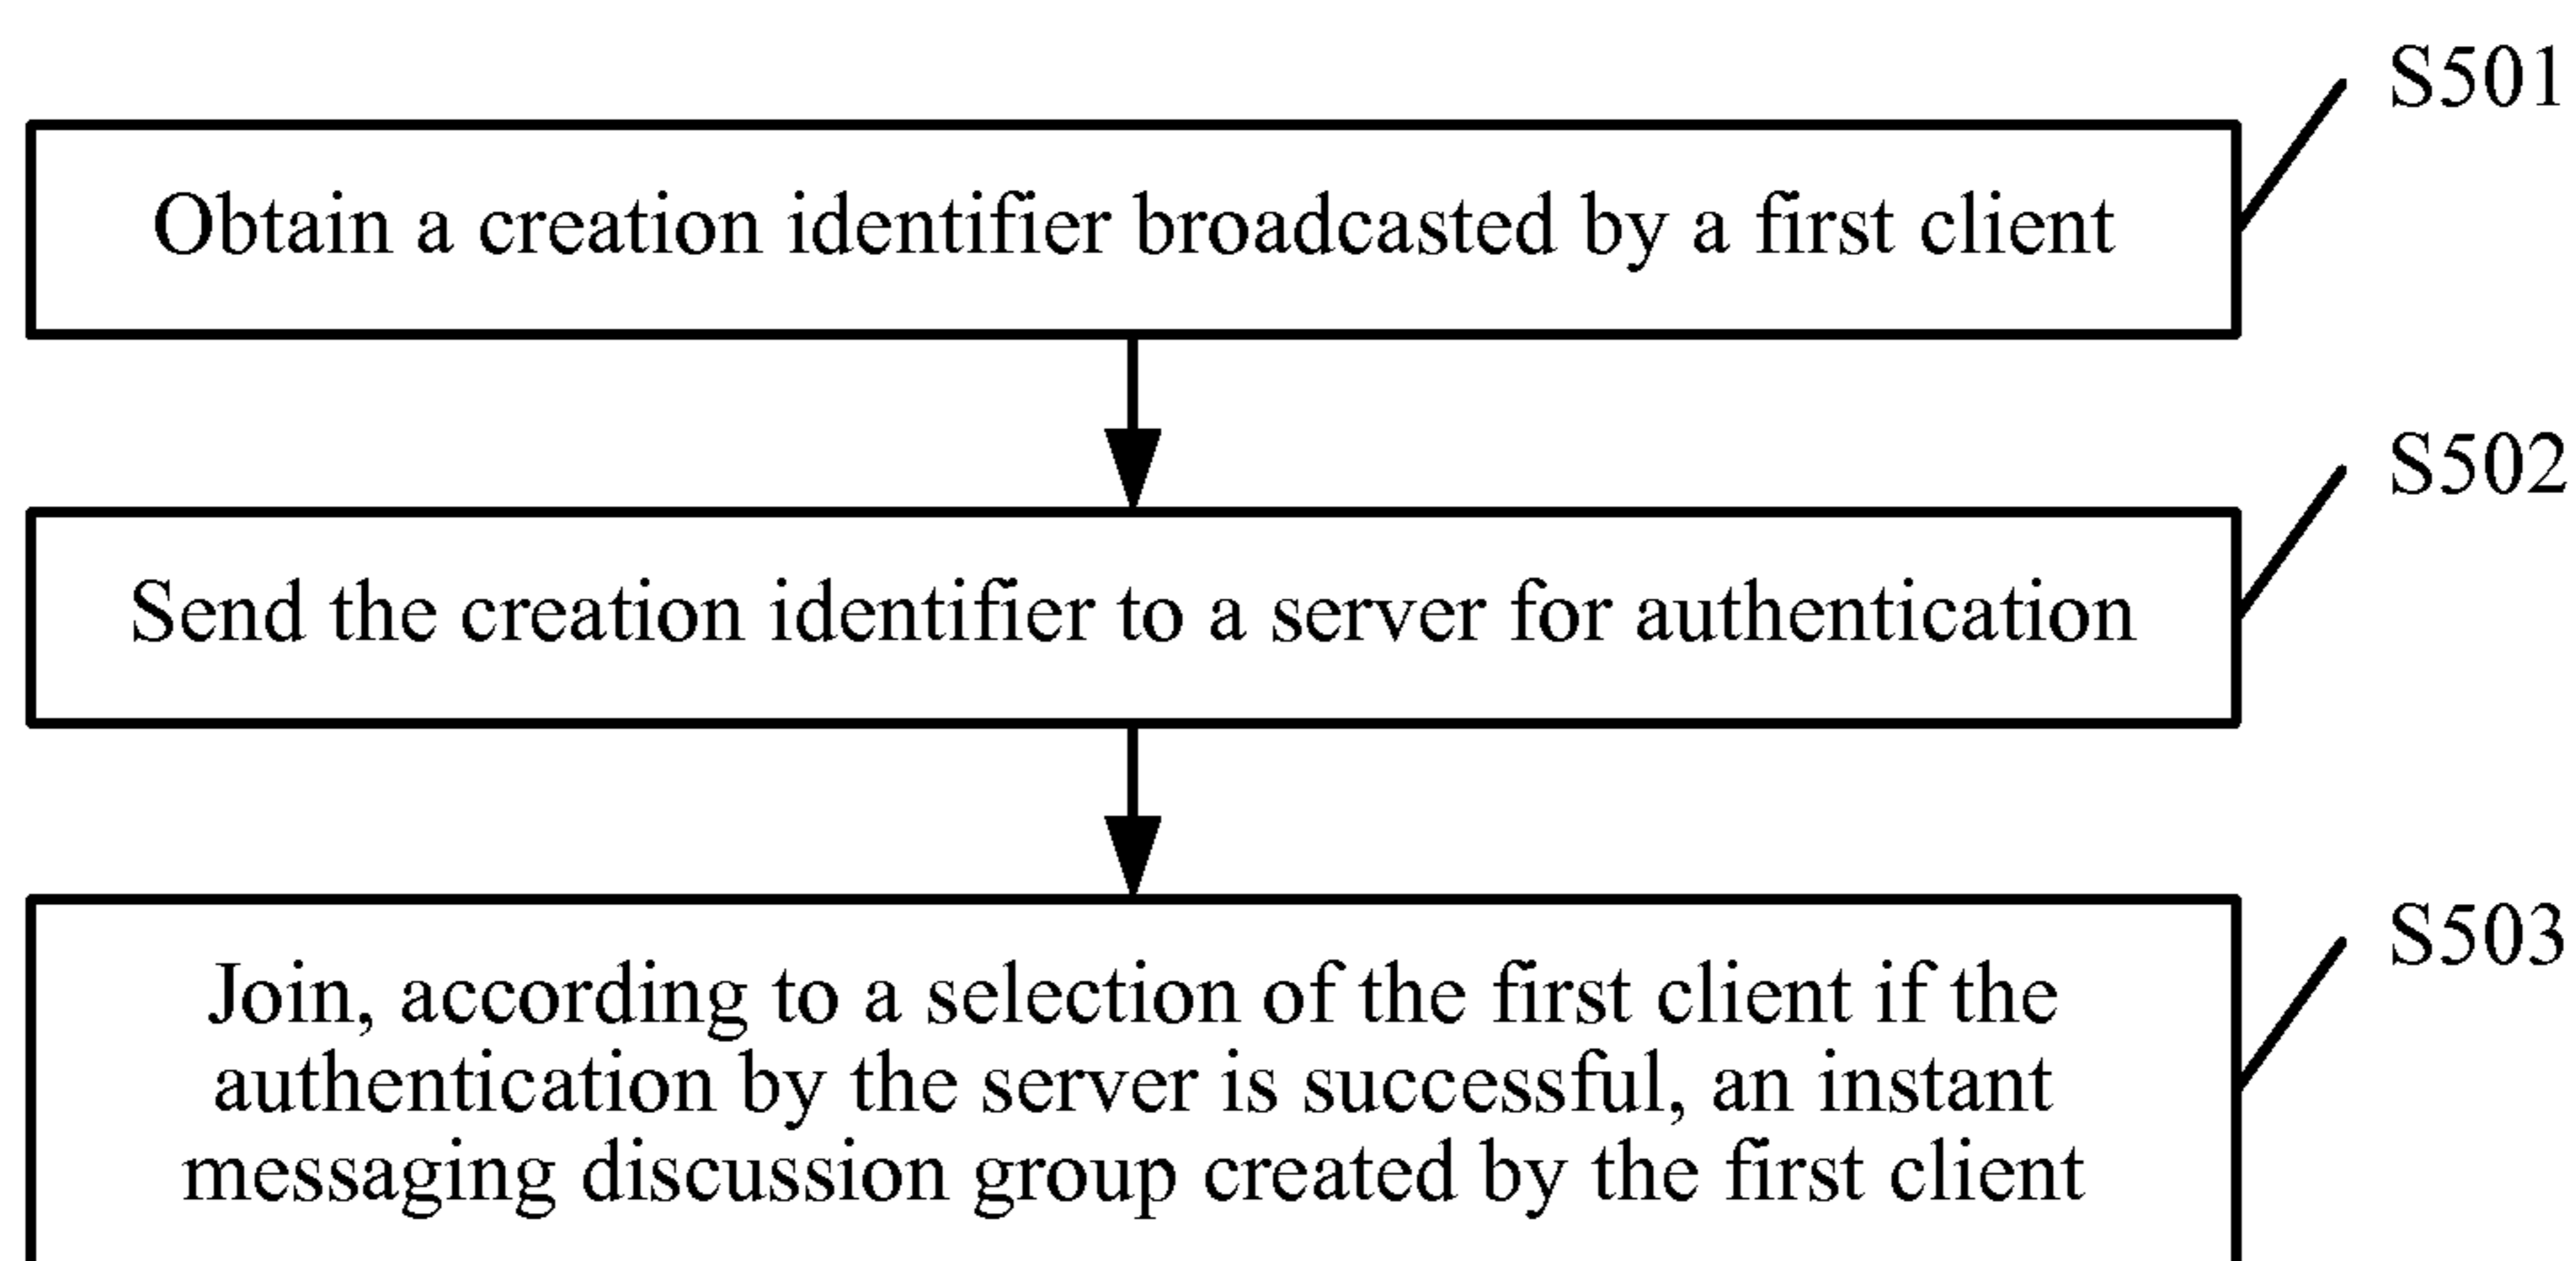 S501
Obtain a creation identifier broadcasted by a first client
S502
Send the creation identifier to a server for authentication
S503
Join, according to a selection of the first client if the
authentication by the server is successful, an instant
messaging discussion group created by the first client